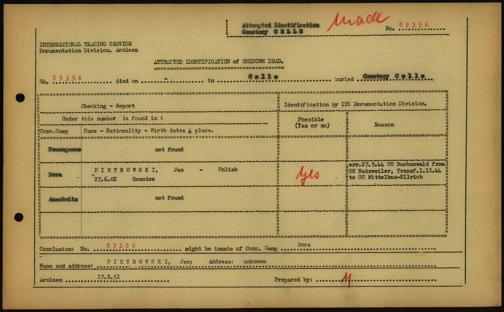 Attempted Identification
Cemetery CELLE
Made
No. 89356
INTERNATIONAL TRACING SERVICE
Documentation Division, Arolsen
ATTEMPTED IDENTIFICATION of UNKNOWN DEAD.
No. 89356 died on - in Celle buried Cemetery Celle
Checking - Report
Under this number is found in :
Identification by ITS Documentation Division.
Conc.Camp Name - Nationality - Birth dates & place.
Possible (Yes or no)
Reason
Neuengamme not found
Dora PIETROWSKI, Jan - Polish
27.6.02 Granica
Yes
arr.27.9.44 CC Buchenwald from
CC Natzweiler, Transf.1.11.44
to CC Mittelbau-Ellrich
Auschwitz not found
Conclusion: No. 89356 might be inmate of Conc. Camp Dora
Name and address: PIETROWSKI, Jan; Address: unknown
Arolsen 17.8.51 Prepared by: